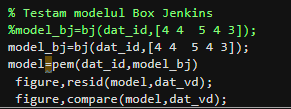 % Testam modelul Box Jenkins
%model_bj=bj(dat_id,[4 4  5 4 3]);
model_bj=bj(dat_id,[4 4  5 4 3]);
model=pem(dat_id,model_bj)
figure,resid(model,dat_vd);
figure,compare(model,dat_vd);